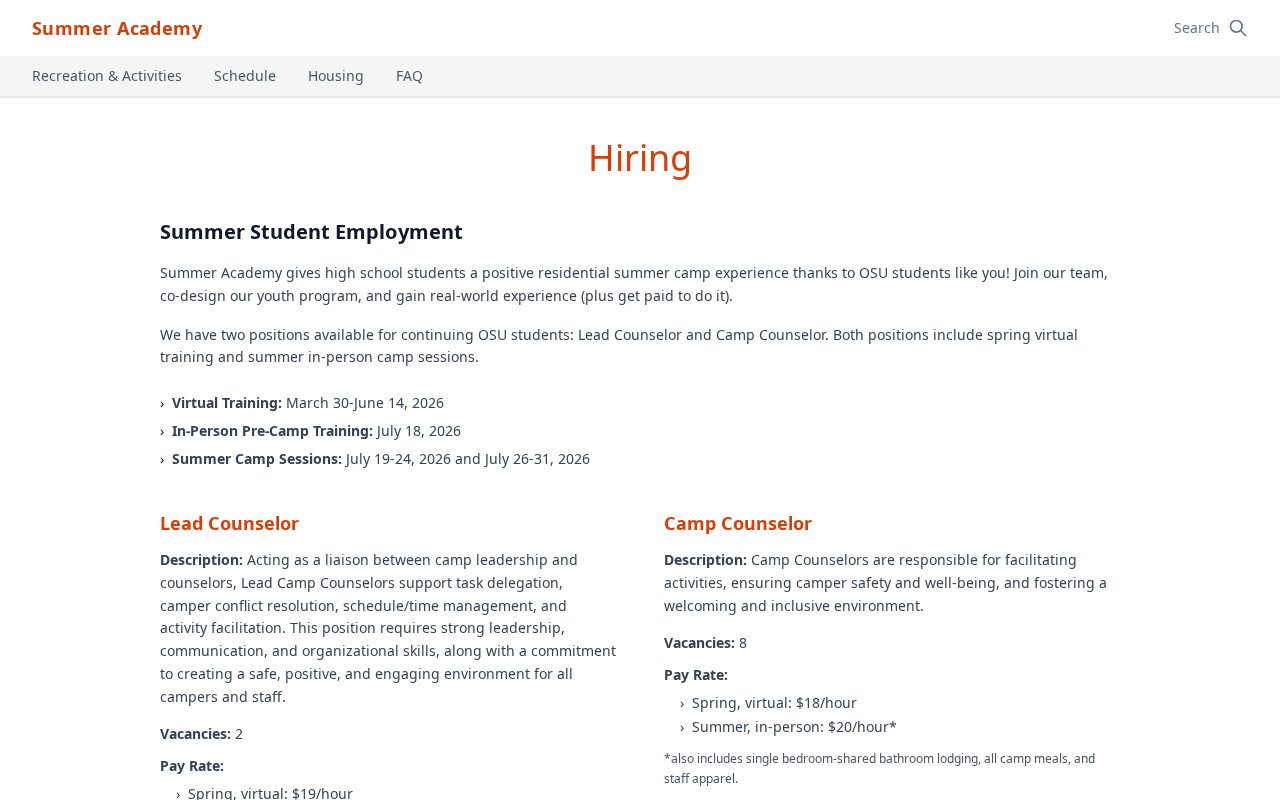 Summer Academy
Search
Recreation & Activities
Schedule
Housing
FAQ
Hiring
Summer Student Employment
Summer Academy gives high school students a positive residential summer camp experience thanks to OSU students like you! Join our team,
co-design our youth program, and gain real-world experience (plus get paid to do it).
We have two positions available for continuing OSU students: Lead Counselor and Camp Counselor. Both positions include spring virtual
training and summer in-person camp sessions.
› Virtual Training: March 30-June 14, 2026
› In-Person Pre-Camp Training: July 18, 2026
› Summer Camp Sessions: July 19-24, 2026 and July 26-31, 2026
Lead Counselor
Description: Acting as a liaison between camp leadership and
counselors, Lead Camp Counselors support task delegation,
camper conflict resolution, schedule/time management, and
activity facilitation. This position requires strong leadership,
communication, and organizational skills, along with a commitment
to creating a safe, positive, and engaging environment for all
campers and staff.
Vacancies: 2
Pay Rate:
› Spring, virtual: $19/hour
Camp Counselor
Description: Camp Counselors are responsible for facilitating
activities, ensuring camper safety and well-being, and fostering a
welcoming and inclusive environment.
Vacancies: 8
Pay Rate:
› Spring, virtual: $18/hour
› Summer, in-person: $20/hour*
*also includes single bedroom-shared bathroom lodging, all camp meals, and
staff apparel.